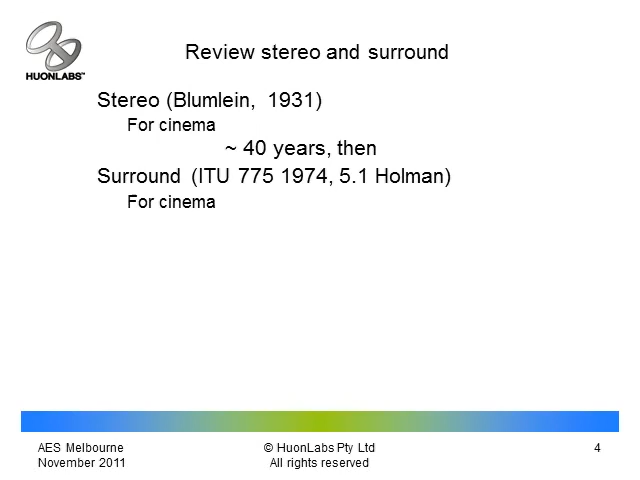 HUONLABS™
Review stereo and surround
Stereo (Blumlein, 1931)
For cinema
~ 40 years, then
Surround (ITU 775 1974, 5.1 Holman)
For cinema
AES Melbourne
November 2011
© HuonLabs Pty Ltd
All rights reserved
4